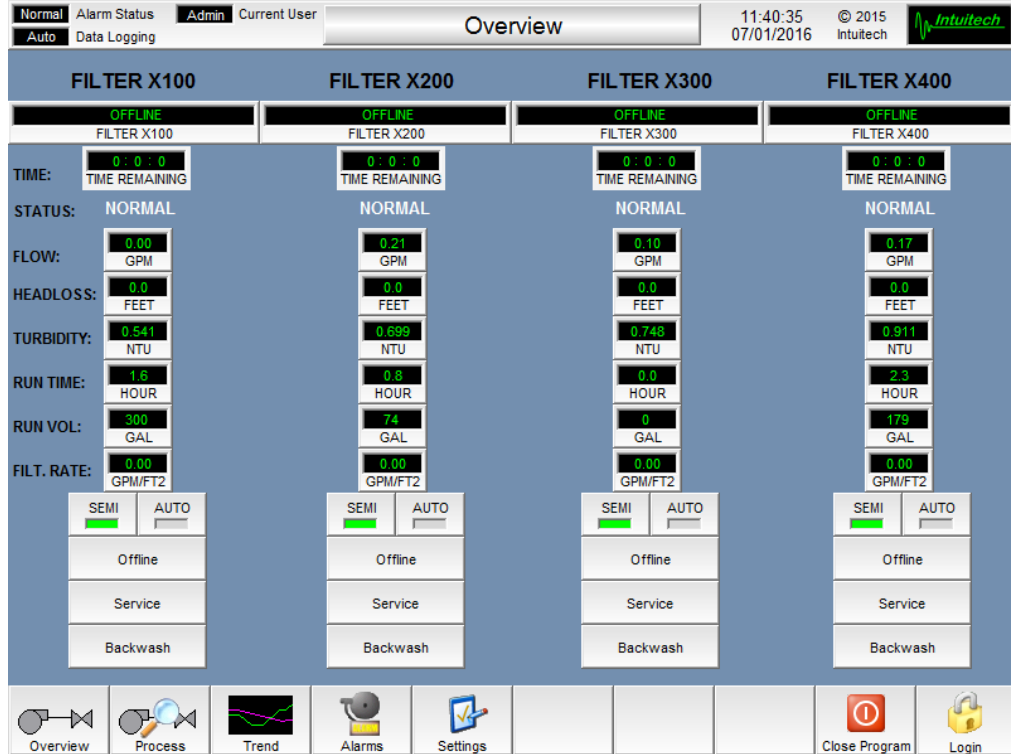 Normal Alarm Status Admin Current User
Auto Data Logging
Overview
11:40:35
07/01/2016
© 2015
Intuitech
Intuitech
FILTER X100 FILTER X200 FILTER X300 FILTER X400
OFFLINE OFFLINE OFFLINE OFFLINE
FILTER X100 FILTER X200 FILTER X300 FILTER X400
TIME: 0 : 0 : 0 0 : 0 : 0 0 : 0 : 0 0 : 0 : 0
TIME REMAINING TIME REMAINING TIME REMAINING TIME REMAINING
STATUS: NORMAL NORMAL NORMAL NORMAL
FLOW: 0.00 0.21 0.10 0.17
GPM GPM GPM GPM
HEADLOSS: 0.0 0.0 0.0 0.0
FEET FEET FEET FEET
TURBIDITY: 0.541 0.699 0.748 0.911
NTU NTU NTU NTU
RUN TIME: 1.6 0.8 0.0 2.3
HOUR HOUR HOUR HOUR
RUN VOL: 300 74 0 179
GAL GAL GAL GAL
FILT. RATE: 0.00 0.00 0.00 0.00
GPM/FT2 GPM/FT2 GPM/FT2 GPM/FT2
SEMI AUTO SEMI AUTO SEMI AUTO SEMI AUTO
Offline Offline Offline Offline
Service Service Service Service
Backwash Backwash Backwash Backwash
Overview Process Trend Alarms Settings Close Program Login